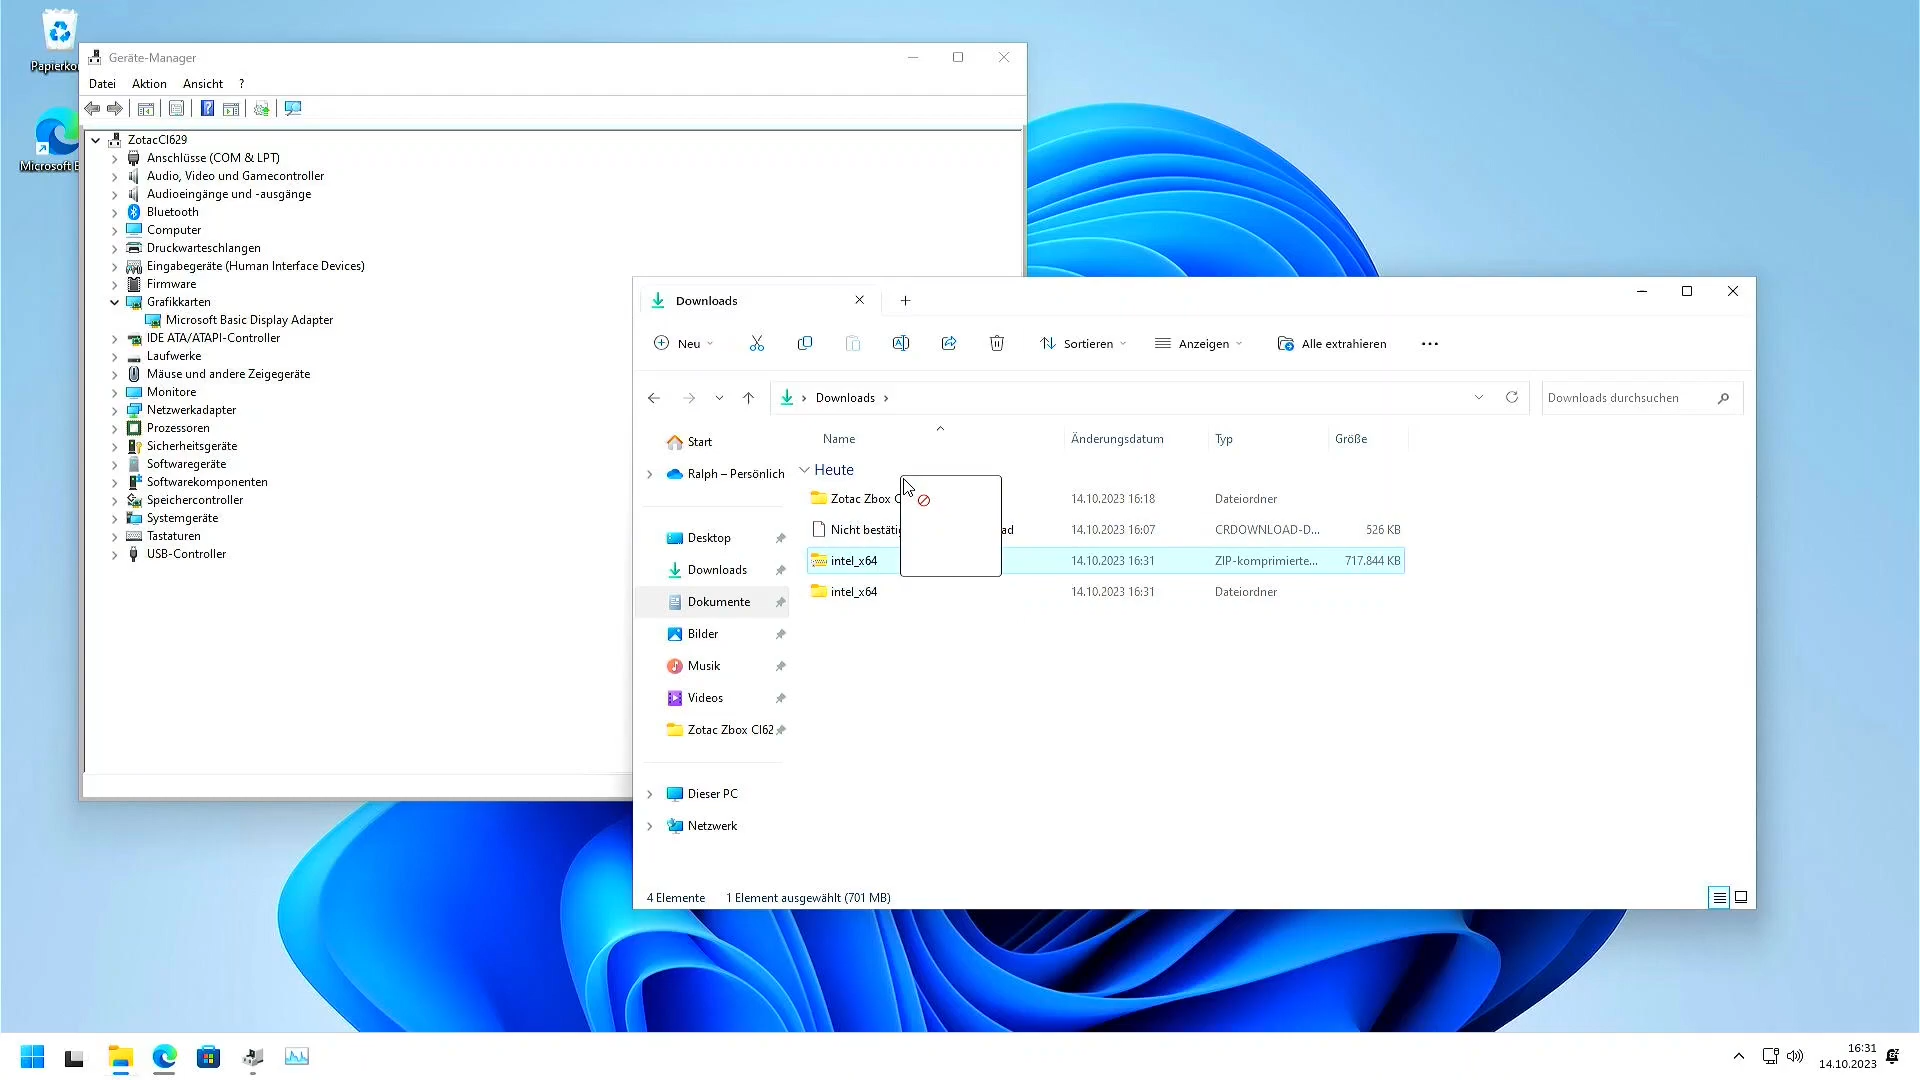 Papierko
Microsoft E
Geräte-Manager
Datei Aktion Ansicht ?
ZotacCI629
Anschlüsse (COM & LPT)
Audio, Video und Gamecontroller
Audioeingänge und -ausgänge
Bluetooth
Computer
Druckwarteschlangen
Eingabegeräte (Human Interface Devices)
Firmware
Grafikkarten
Microsoft Basic Display Adapter
IDE ATA/ATAPI-Controller
Laufwerke
Mäuse und andere Zeigegeräte
Monitore
Netzwerkadapter
Prozessoren
Sicherheitsgeräte
Softwaregeräte
Softwarekomponenten
Speichercontroller
Systemgeräte
Tastaturen
USB-Controller
Downloads
Neu Sortieren Anzeigen Alle extrahieren
Downloads Downloads durchsuchen
Start
Ralph – Persönlich
Desktop
Downloads
Dokumente
Bilder
Musik
Videos
Zotac Zbox CI62
Dieser PC
Netzwerk
Name Änderungsdatum Typ Größe
Heute
Zotac Zbox C 14.10.2023 16:18 Dateiordner
Nicht bestätig ad 14.10.2023 16:07 CRDOWNLOAD-D... 526 KB
intel_x64 14.10.2023 16:31 ZIP-komprimierte... 717.844 KB
intel_x64 14.10.2023 16:31 Dateiordner
4 Elemente 1 Element ausgewählt (701 MB)
16:31
14.10.2023